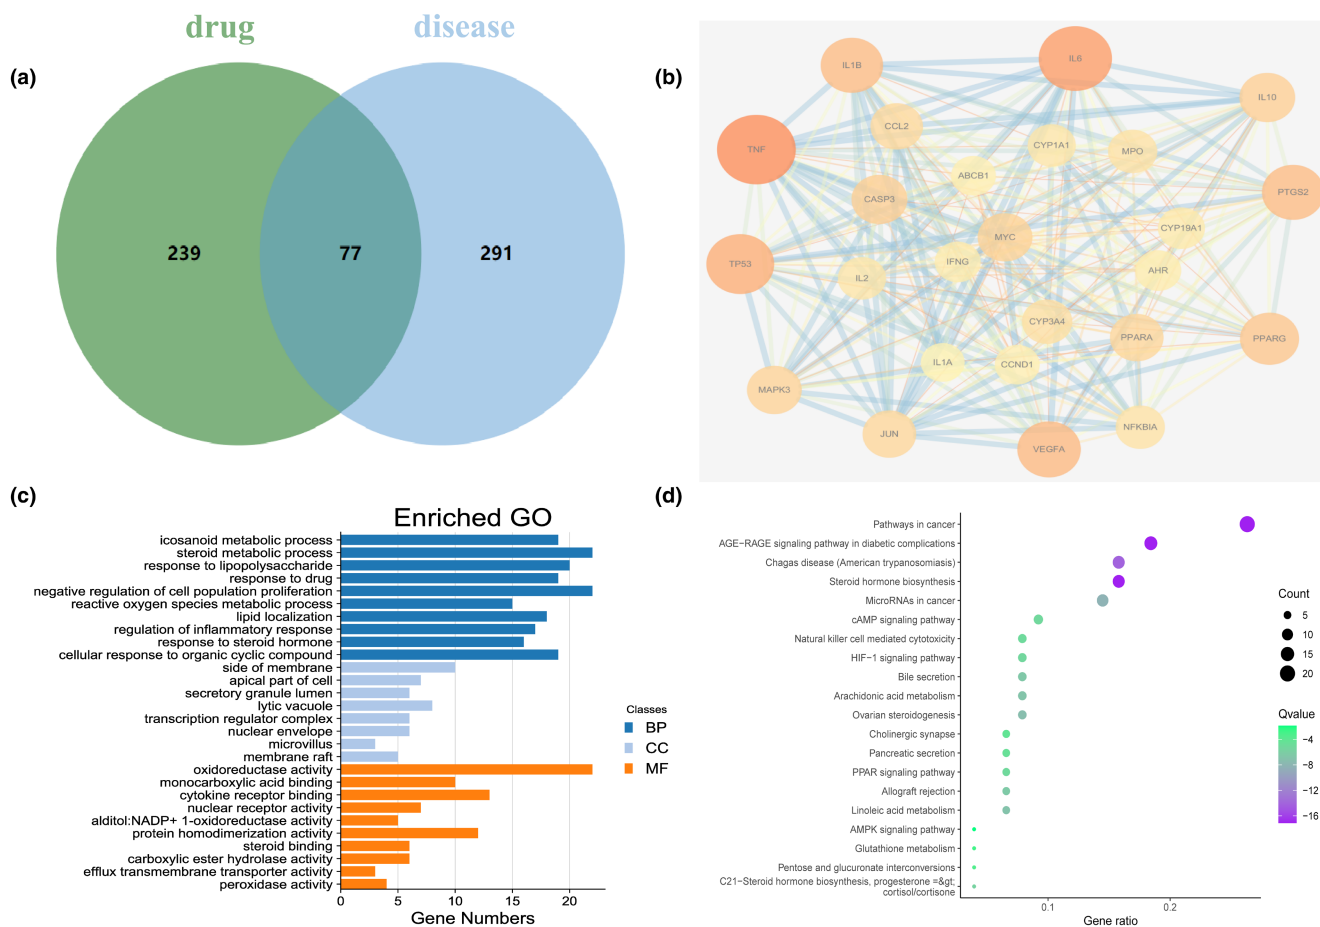 drug
disease
(a)
239
77
291
(b)
IL1B
IL6
IL10
CCL2
TNF
CYP1A1
MPO
ABCB1
CASP3
PTGS2
MYC
CYP19A1
TP53
IFNG
IL2
AHR
CYP3A4
PPARA
PPARG
IL1A
CCND1
MAPK3
JUN
NFKBIA
VEGFA
(c)
Enriched GO
icosanoid metabolic process
steroid metabolic process
response to lipopolysaccharide
response to drug
negative regulation of cell population proliferation
reactive oxygen species metabolic process
lipid localization
regulation of inflammatory response
response to steroid hormone
cellular response to organic cyclic compound
side of membrane
apical part of cell
secretory granule lumen
lytic vacuole
transcription regulator complex
nuclear envelope
microvillus
membrane raft
oxidoreductase activity
monocarboxylic acid binding
cytokine receptor binding
nuclear receptor activity
alditol:NADP+ 1-oxidoreductase activity
protein homodimerization activity
steroid binding
carboxylic ester hydrolase activity
efflux transmembrane transporter activity
peroxidase activity
0 5 10 15 20
Gene Numbers
Classes
BP
CC
MF
(d)
Pathways in cancer
AGE−RAGE signaling pathway in diabetic complications
Chagas disease (American trypanosomiasis)
Steroid hormone biosynthesis
MicroRNAs in cancer
cAMP signaling pathway
Natural killer cell mediated cytotoxicity
HIF−1 signaling pathway
Bile secretion
Arachidonic acid metabolism
Ovarian steroidogenesis
Cholinergic synapse
Pancreatic secretion
PPAR signaling pathway
Allograft rejection
Linoleic acid metabolism
AMPK signaling pathway
Glutathione metabolism
Pentose and glucuronate interconversions
C21−Steroid hormone biosynthesis, progesterone =&gt;
cortisol/cortisone
0.1 0.2
Gene ratio
Count
5
10
15
20
Qvalue
−4
−8
−12
−16